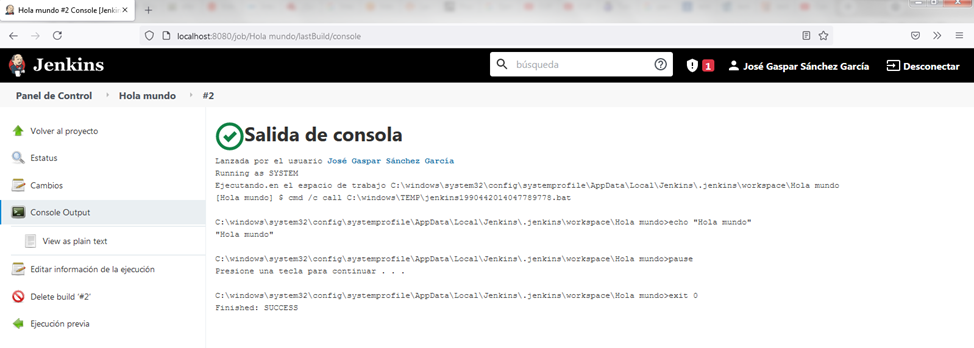 Hola mundo #2 Console [Jenki
localhost:8080/job/Hola mundo/lastBuild/console
Jenkins
búsqueda
1
José Gaspar Sánchez García
Desconectar
Panel de Control
Hola mundo
#2
Volver al proyecto
Estatus
Cambios
Console Output
View as plain text
Editar información de la ejecución
Delete build '#2'
Ejecución previa
Salida de consola
Lanzada por el usuario José Gaspar Sánchez García
Running as SYSTEM
Ejecutando.en el espacio de trabajo C:\windows\system32\config\systemprofile\AppData\Local\Jenkins\.jenkins\workspace\Hola mundo
[Hola mundo] $ cmd /c call C:\windows\TEMP\jenkins1990442014047789778.bat
C:\windows\system32\config\systemprofile\AppData\Local\Jenkins\.jenkins\workspace\Hola mundo>echo "Hola mundo"
"Hola mundo"
C:\windows\system32\config\systemprofile\AppData\Local\Jenkins\.jenkins\workspace\Hola mundo>pause
Presione una tecla para continuar . . .
C:\windows\system32\config\systemprofile\AppData\Local\Jenkins\.jenkins\workspace\Hola mundo>exit 0
Finished: SUCCESS